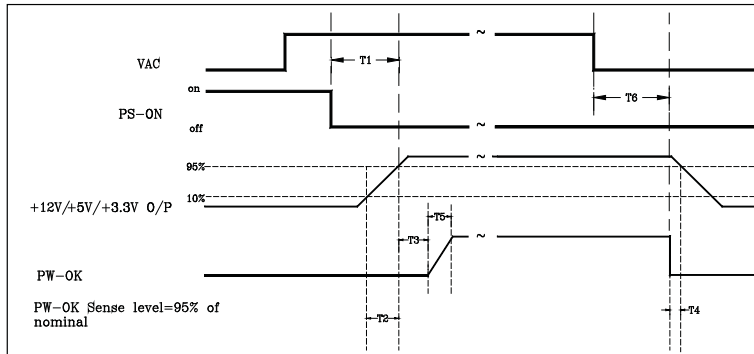 VAC
~
~
T1
T6
on
PS-ON
off
~
95%
~
10%
+12V/+5V/+3.3V O/P
T5
T3
~
PW-OK
PW-OK Sense level=95% of
nominal
T2
T4